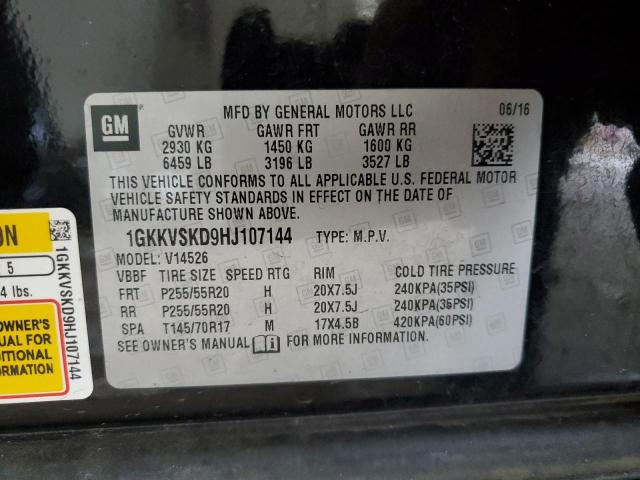 GM
MFD BY GENERAL MOTORS LLC 06/16
GVWR GAWR FRT GAWR RR
2930 KG 1450 KG 1600 KG
6459 LB 3196 LB 3527 LB
THIS VEHICLE CONFORMS TO ALL APPLICABLE U.S. FEDERAL MOTOR
VEHICLE SAFETY STANDARDS IN EFFECT ON THE DATE OF
MANUFACTURE SHOWN ABOVE.
1GKKVSKD9HJ107144 TYPE: M.P.V.
MODEL: V14526
VBBF TIRE SIZE SPEED RTG RIM COLD TIRE PRESSURE
FRT P255/55R20 H 20X7.5J 240KPA(35PSI)
RR P255/55R20 H 20X7.5J 240KPA(35PSI)
SPA T145/70R17 M 17X4.5B 420KPA(60PSI)
SEE OWNER'S MANUAL FOR MORE INFORMATION.
ON
5
4 lbs.
OWNER'S
UAL FOR
DITIONAL
RMATION
1GKKVSKD9HJ107144